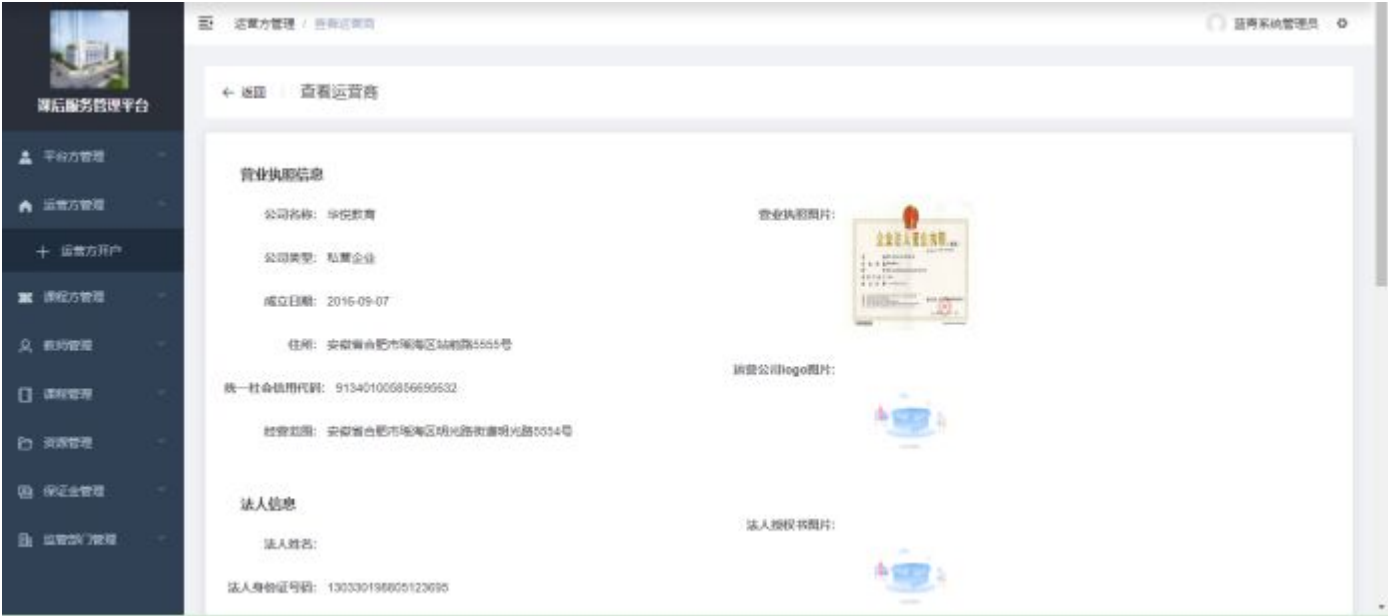 运营方管理 / 查看运营商
蓝青系统管理员
课后服务管理平台
← 返回
查看运营商
平台方管理
运营方管理
运营方开户
课程方管理
教师管理
课程管理
资源管理
保证金管理
监管部门管理
营业执照信息
公司名称: 华悦教育
营业执照图片:
公司类型: 私营企业
成立日期: 2016-09-07
住所: 安徽省合肥市瑶海区站前路5555号
运营公司logo图片:
统一社会信用代码: 913401005856695632
经营范围: 安徽省合肥市瑶海区明光路街道明光路5554号
法人信息
法人授权书图片:
法人姓名:
法人身份证号码: 130330198805123695